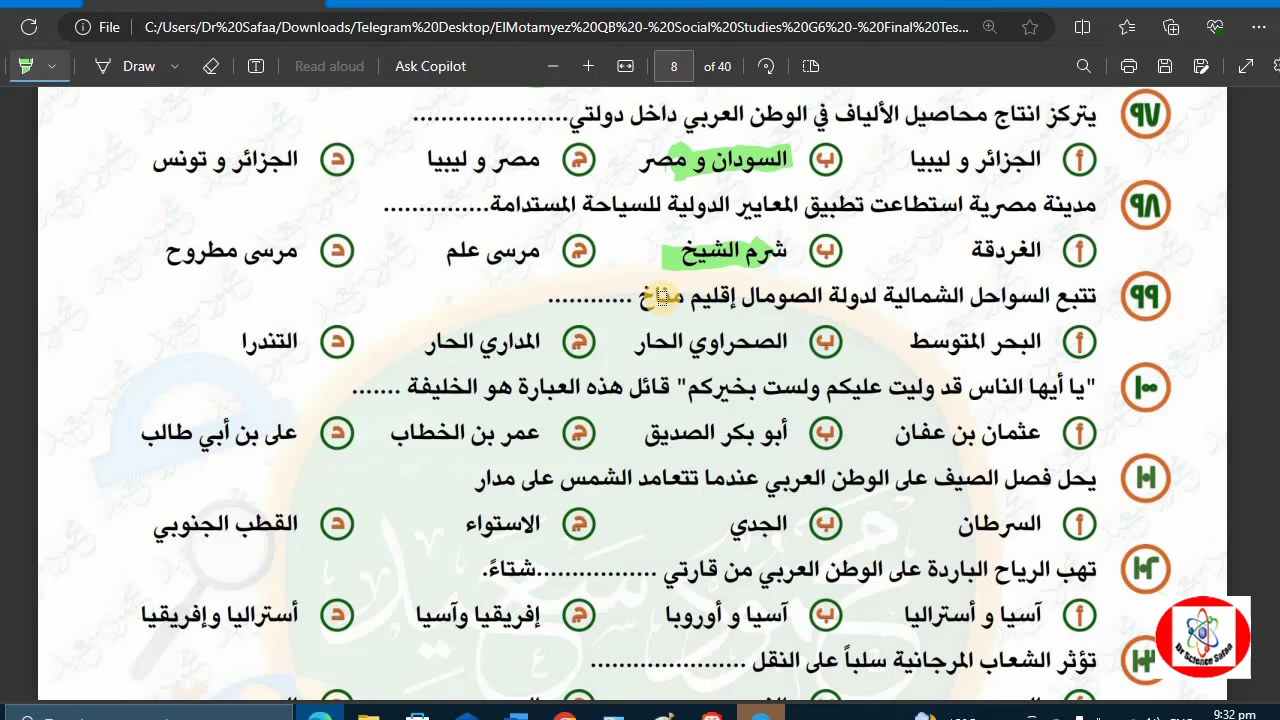 File C:/Users/Dr%20Safaa/Downloads/Telegram%20Desktop/ElMotamyez%20QB%20-%20Social%20Studies%20G6%20-%20Final%20Tes...
Draw Read aloud Ask Copilot 8 of 40
٩٧ يتركز انتاج محاصيل الألياف في الوطن العربي داخل دولتي.....................
أ الجزائر و ليبيا ب السودان و مصر ج مصر و ليبيا د الجزائر و تونس
٩٨ مدينة مصرية استطاعت تطبيق المعايير الدولية للسياحة المستدامة...............
أ الغردقة ب شرم الشيخ ج مرسى علم د مرسى مطروح
٩٩ تتبع السواحل الشمالية لدولة الصومال إقليم مناخ ............
أ البحر المتوسط ب الصحراوي الحار ج المداري الحار د التندرا
١٠٠ "يا أيها الناس قد وليت عليكم ولست بخيركم" قائل هذه العبارة هو الخليفة .......
أ عثمان بن عفان ب أبو بكر الصديق ج عمر بن الخطاب د على بن أبي طالب
١٠١ يحل فصل الصيف على الوطن العربي عندما تتعامد الشمس على مدار
أ السرطان ب الجدي ج الاستواء د القطب الجنوبي
١٠٢ تهب الرياح الباردة على الوطن العربي من قارتي .................شتاءً.
أ آسيا و أستراليا ب آسيا و أوروبا ج إفريقيا وآسيا د أستراليا وإفريقيا
١٠٣ تؤثر الشعاب المرجانية سلباً على النقل .....................
Dr Science Safaa
9:32 pm